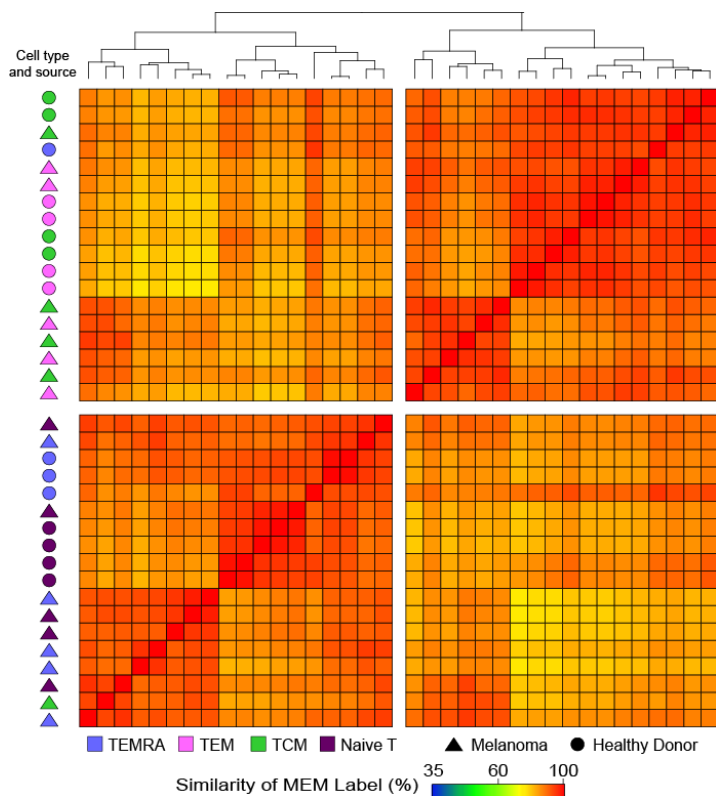 Cell type
and source
TEMRA TEM TCM Naive T Melanoma Healthy Donor
Similarity of MEM Label (%)
35 60 100